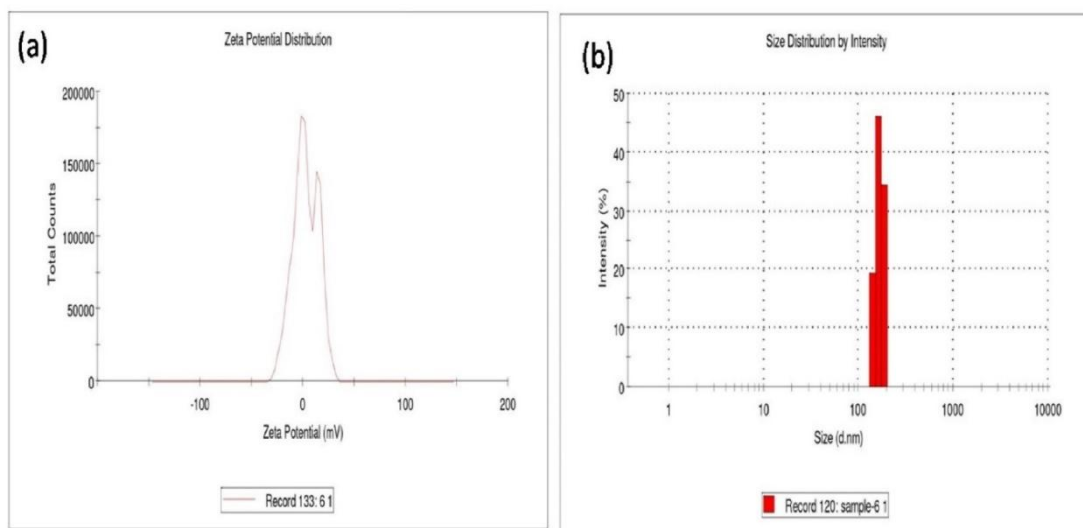 (a)
Zeta Potential Distribution
200000
150000
100000
50000
0
Total Counts
-100
0
100
200
Zeta Potential (mV)
Record 133: 6 1
(b)
Size Distribution by Intensity
50
40
30
20
10
0
Intensity (%)
1
10
100
1000
10000
Size (d.nm)
Record 120: sample-6 1